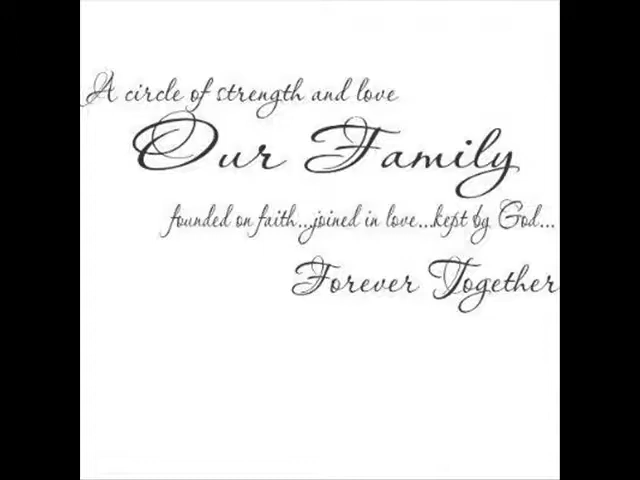 A circle of strength and love
Our Family
founded on faith...joined in love...kept by God...
Forever Together